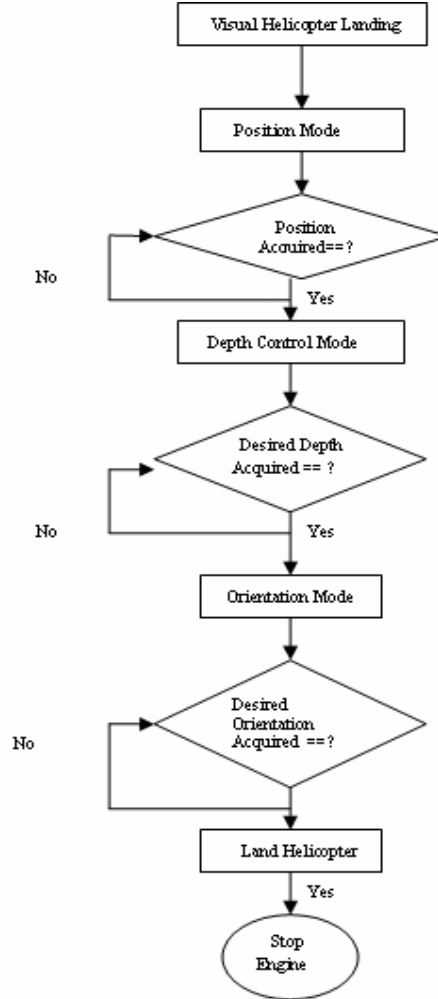 Visual Helicopter Landing
Position Mode
Position
Acquired==?
No
Yes
Depth Control Mode
Desired Depth
Acquired == ?
No
Yes
Orientation Mode
Desired
Orientation
Acquired ==?
No
Land Helicopter
Yes
Stop
Engine